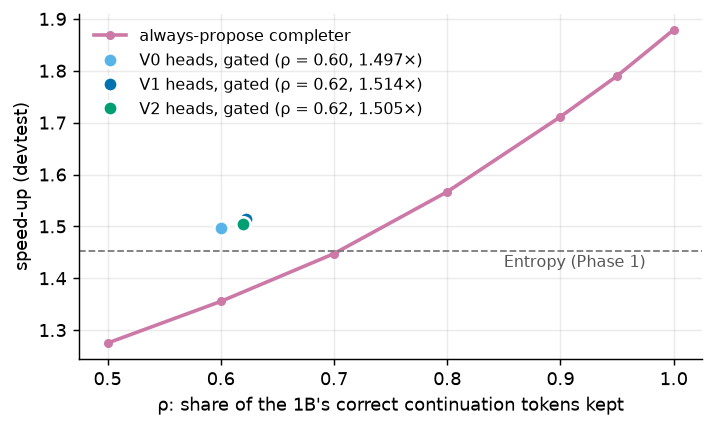 1.9
1.8
1.7
1.6
1.5
1.4
1.3
speed-up (devtest)
always-propose completer
V0 heads, gated (ρ = 0.60, 1.497×)
V1 heads, gated (ρ = 0.62, 1.514×)
V2 heads, gated (ρ = 0.62, 1.505×)
Entropy (Phase 1)
0.5 0.6 0.7 0.8 0.9 1.0
ρ: share of the 1B's correct continuation tokens kept